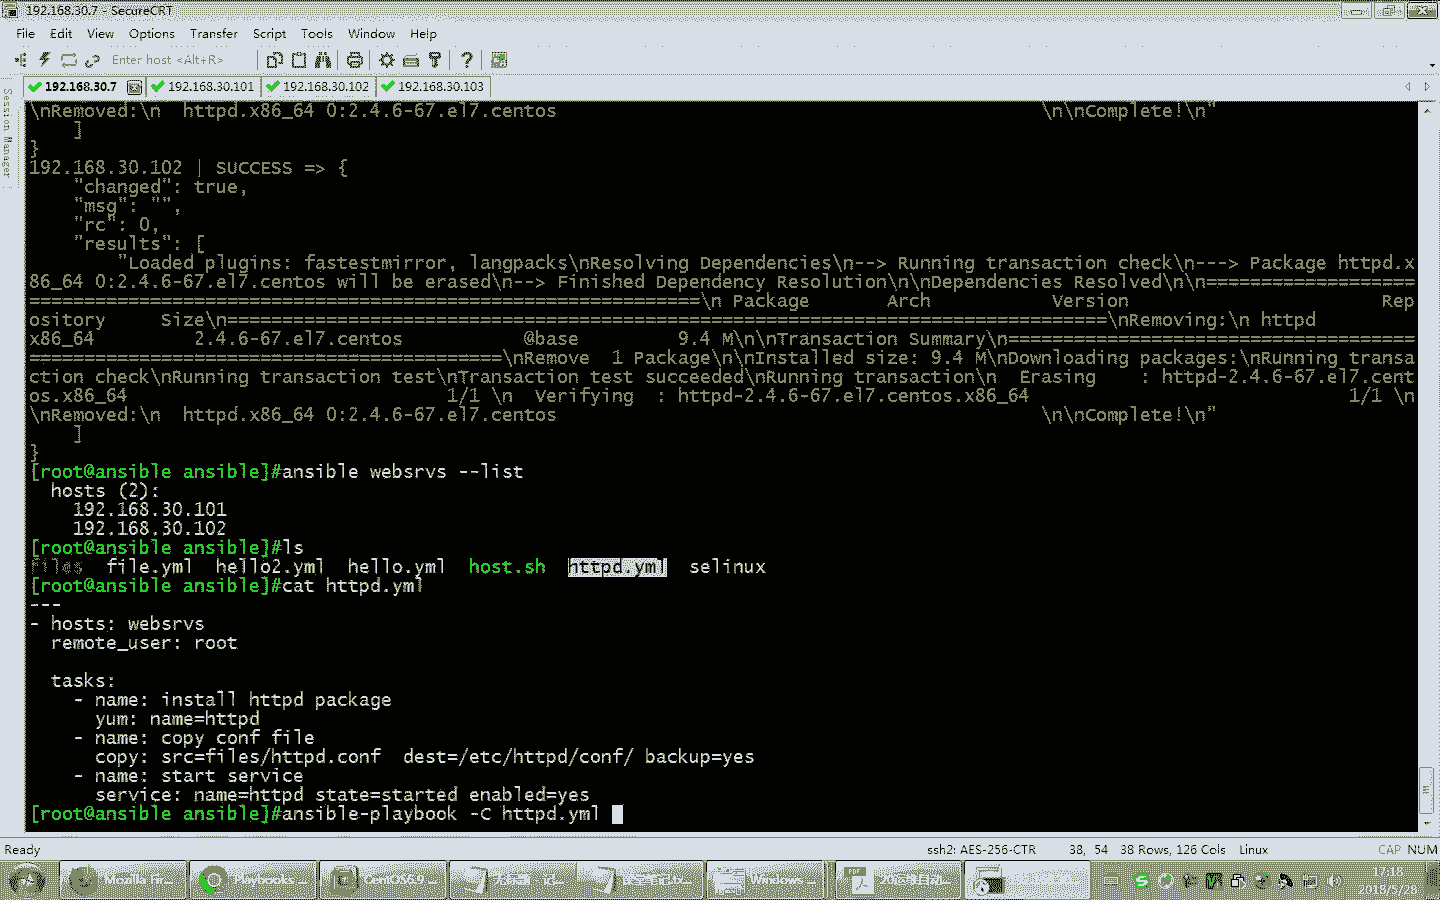 192.168.30.7 - SecureCRT
File Edit View Options Transfer Script Tools Window Help
Enter host <Alt+R>
192.168.30.7 192.168.30.101 192.168.30.102 192.168.30.103
Session Manager
\nRemoved:\n  httpd.x86_64 0:2.4.6-67.el7.centos \n\nComplete!\n"
]
}
192.168.30.102 | SUCCESS => {
"changed": true,
"msg": "",
"rc": 0,
"results": [
"Loaded plugins: fastestmirror, langpacks\nResolving Dependencies\n--> Running transaction check\n---> Package httpd.x
86_64 0:2.4.6-67.el7.centos will be erased\n--> Finished Dependency Resolution\n\nDependencies Resolved\n\n===================
=============================================================\n Package Arch Version Rep
ository Size\n================================================================================\nRemoving:\n httpd
x86_64 2.4.6-67.el7.centos @base 9.4 M\n\nTransaction Summary\n=====================================
===========================================\nRemove  1 Package\n\nInstalled size: 9.4 M\nDownloading packages:\nRunning transa
ction check\nRunning transaction test\nTransaction test succeeded\nRunning transaction\n  Erasing    : httpd-2.4.6-67.el7.cent
os.x86_64 1/1 \n  Verifying  : httpd-2.4.6-67.el7.centos.x86_64 1/1 \n
\nRemoved:\n  httpd.x86_64 0:2.4.6-67.el7.centos \n\nComplete!\n"
]
}
[root@ansible ansible]#ansible websrvs --list
hosts (2):
192.168.30.101
192.168.30.102
[root@ansible ansible]#ls
files file.yml hello2.yml hello.yml host.sh httpd.yml selinux
[root@ansible ansible]#cat httpd.yml
---
- hosts: websrvs
remote_user: root
tasks:
- name: install httpd package
yum: name=httpd
- name: copy conf file
copy: src=files/httpd.conf  dest=/etc/httpd/conf/ backup=yes
- name: start service
service: name=httpd state=started enabled=yes
[root@ansible ansible]#ansible-playbook -C httpd.yml
Ready ssh2: AES-256-CTR 38, 54 38 Rows, 126 Cols Linux CAP NUM
Mozilla Fir... Playbooks ... CentOS6.9 ... Windows ... PDF
17:18
2018/5/28